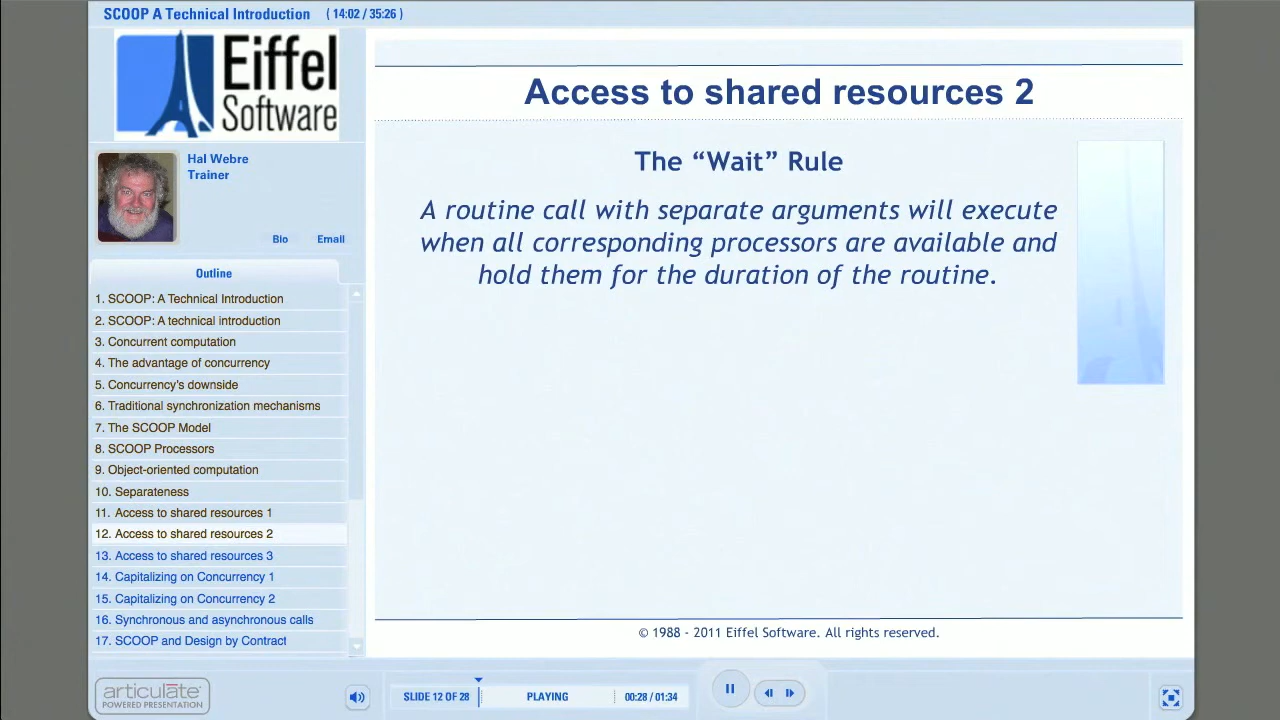 SCOOP A Technical Introduction ( 14:02 / 35:26 )
Eiffel
Software
Hal Webre
Trainer
Bio Email
Outline
1. SCOOP: A Technical Introduction
2. SCOOP: A technical introduction
3. Concurrent computation
4. The advantage of concurrency
5. Concurrency's downside
6. Traditional synchronization mechanisms
7. The SCOOP Model
8. SCOOP Processors
9. Object-oriented computation
10. Separateness
11. Access to shared resources 1
12. Access to shared resources 2
13. Access to shared resources 3
14. Capitalizing on Concurrency 1
15. Capitalizing on Concurrency 2
16. Synchronous and asynchronous calls
17. SCOOP and Design by Contract
Access to shared resources 2
The “Wait” Rule
A routine call with separate arguments will execute
when all corresponding processors are available and
hold them for the duration of the routine.
© 1988 - 2011 Eiffel Software. All rights reserved.
articulate
POWERED PRESENTATION
SLIDE 12 OF 28 PLAYING 00:28 / 01:34